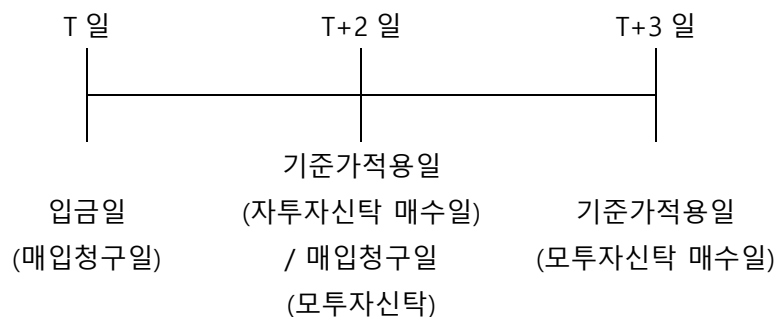 T 일 T+2 일 T+3 일
기준가적용일
입금일 (자투자신탁 매수일) 기준가적용일
(매입청구일) / 매입청구일 (모투자신탁 매수일)
(모투자신탁)